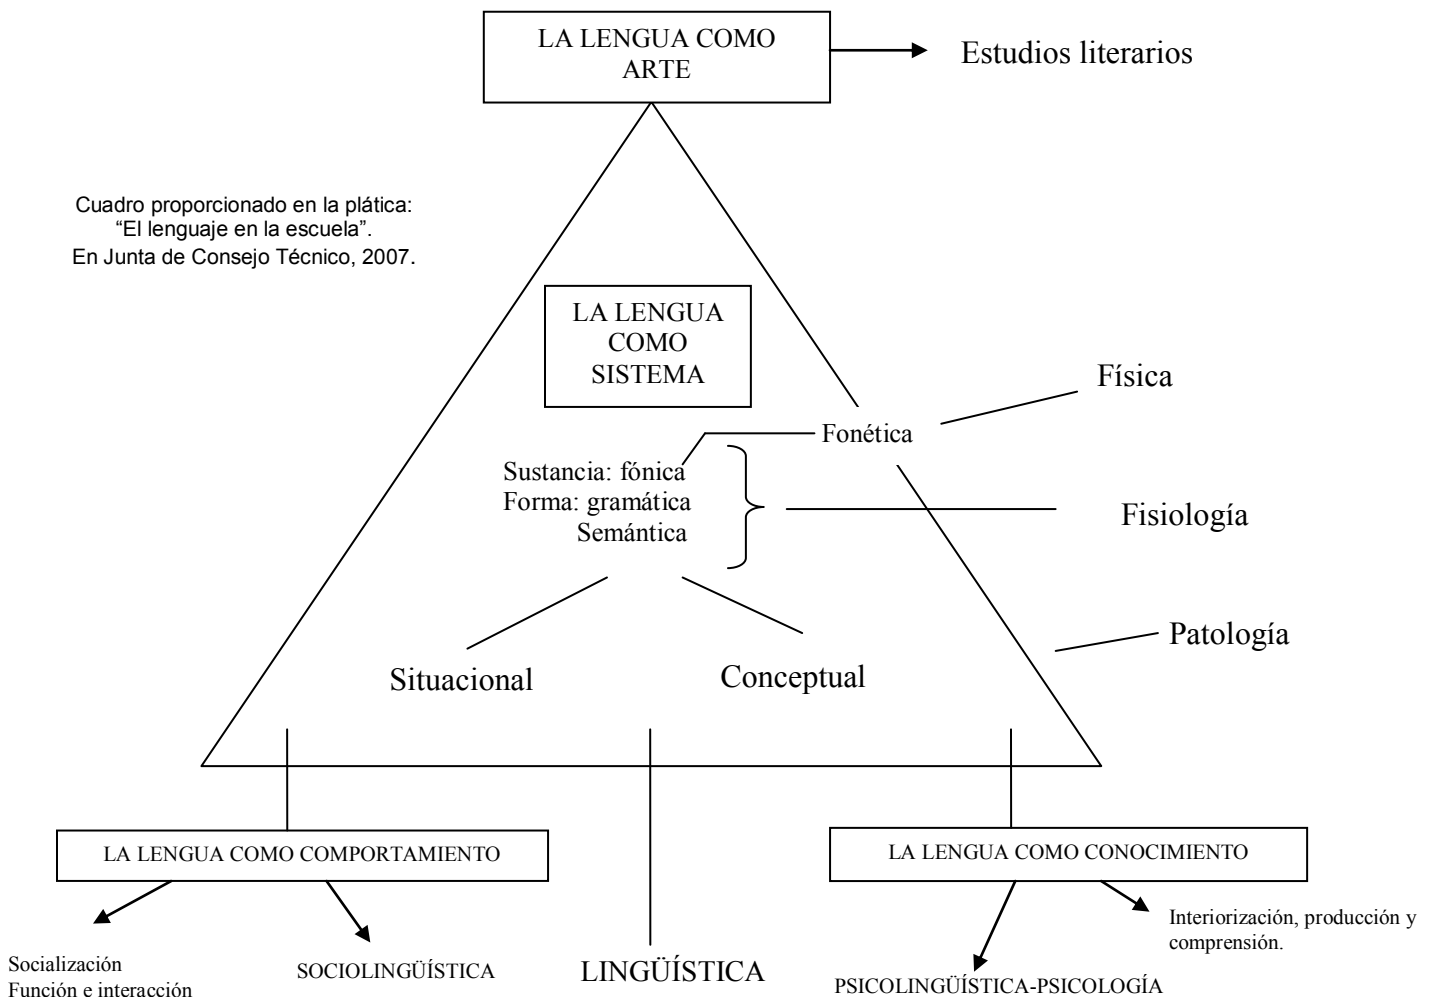 LA LENGUA COMO
ARTE
Estudios literarios
Cuadro proporcionado en la plática:
“El lenguaje en la escuela”.
En Junta de Consejo Técnico, 2007.
LA LENGUA
COMO
SISTEMA
Física
Fonética
Sustancia: fónica
Forma: gramática
Semántica
Fisiología
Patología
Situacional
Conceptual
LA LENGUA COMO COMPORTAMIENTO
LA LENGUA COMO CONOCIMIENTO
Socialización
Función e interacción
SOCIOLINGÜÍSTICA
LINGÜÍSTICA
PSICOLINGÜÍSTICA-PSICOLOGÍA
Interiorización, producción y
comprensión.